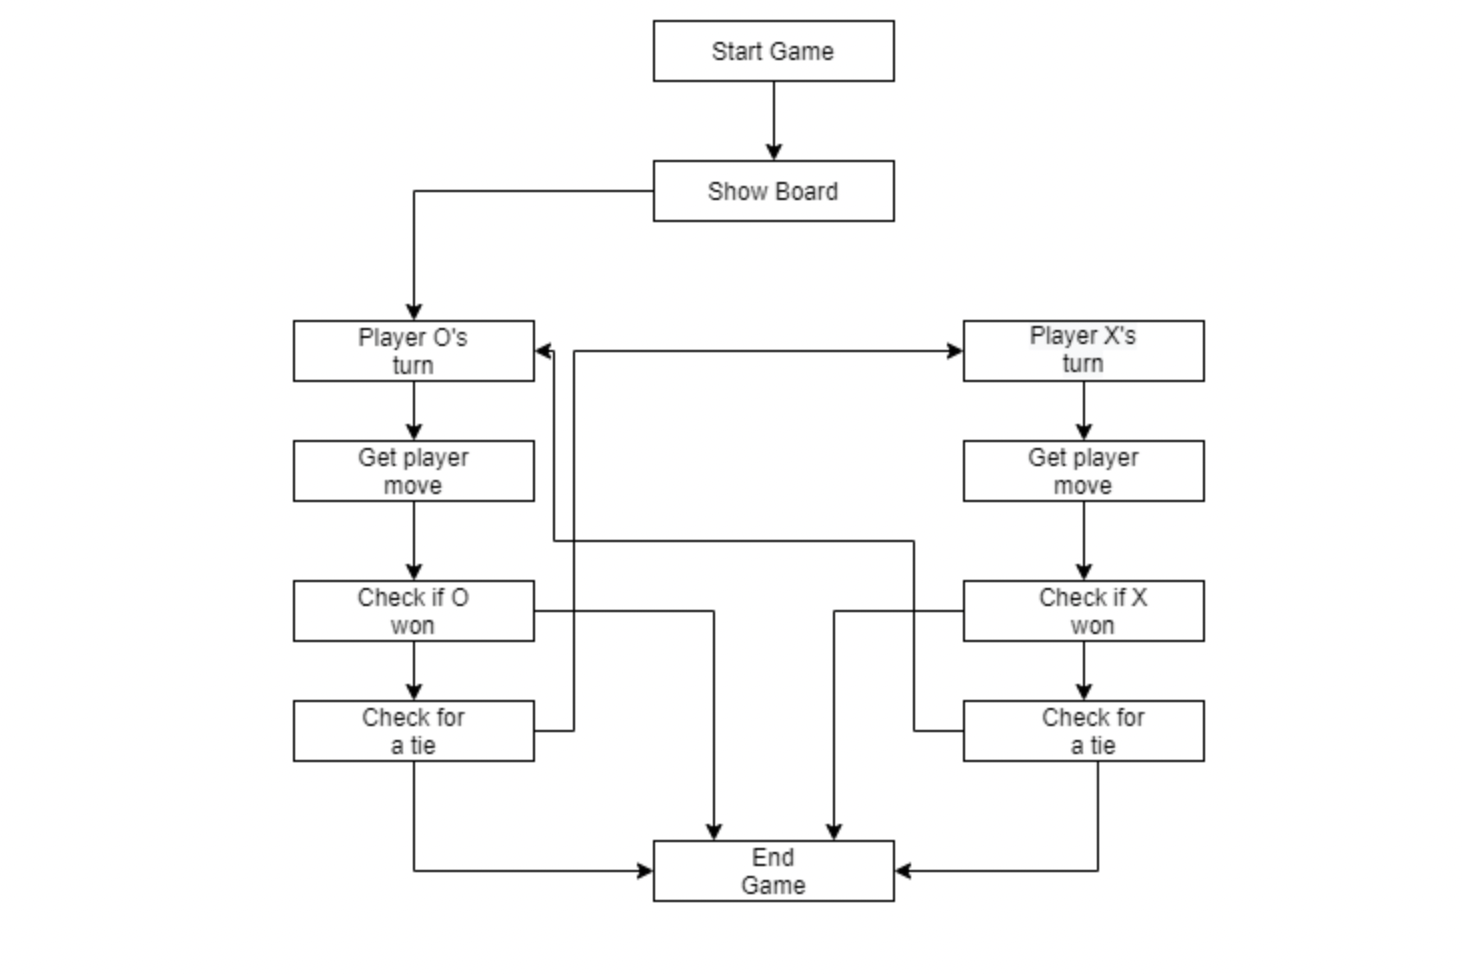 Start Game
Show Board
Player O's
turn
Player X's
turn
Get player
move
Get player
move
Check if O
won
Check if X
won
Check for
a tie
Check for
a tie
End
Game